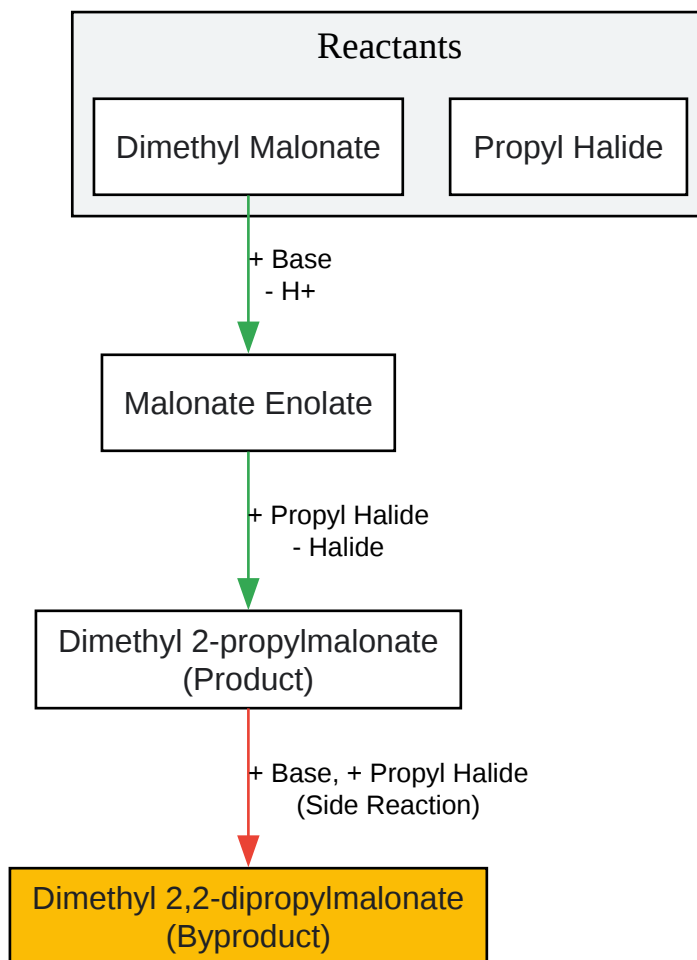 Reactants
Dimethyl Malonate
Propyl Halide
+ Base
- H+
Malonate Enolate
+ Propyl Halide
- Halide
Dimethyl 2-propylmalonate
(Product)
+ Base, + Propyl Halide
(Side Reaction)
Dimethyl 2,2-dipropylmalonate
(Byproduct)